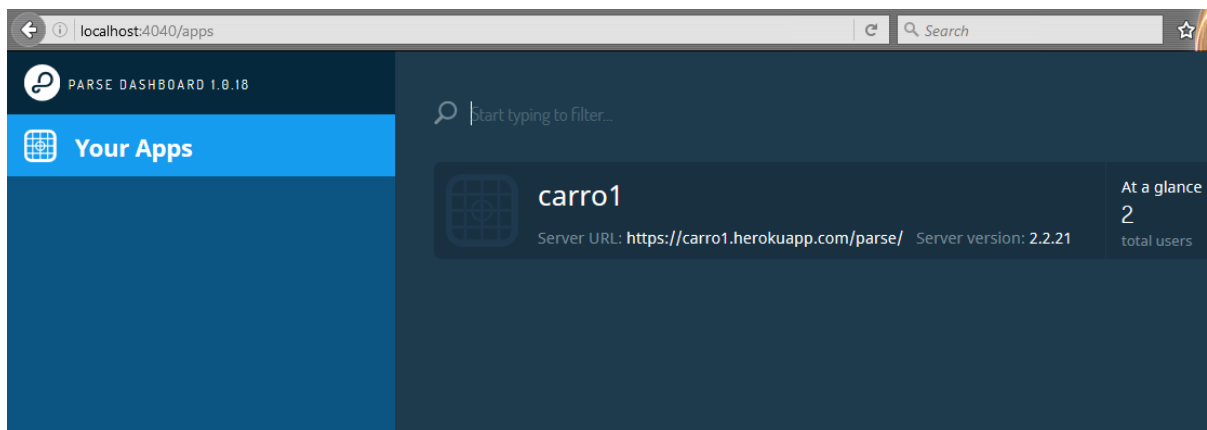 localhost:4040/apps
Search
PARSE DASHBOARD 1.0.18
Start typing to filter...
Your Apps
carro1
Server URL: https://carro1.herokuapp.com/parse/ Server version: 2.2.21
At a glance
2
total users